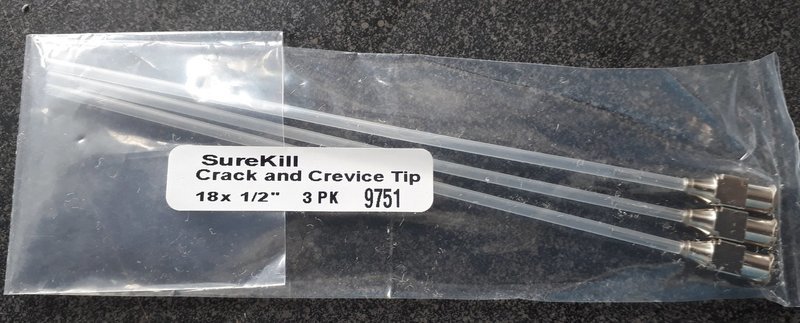 SureKill
Crack and Crevice Tip
18x 1/2" 3 PK 9751